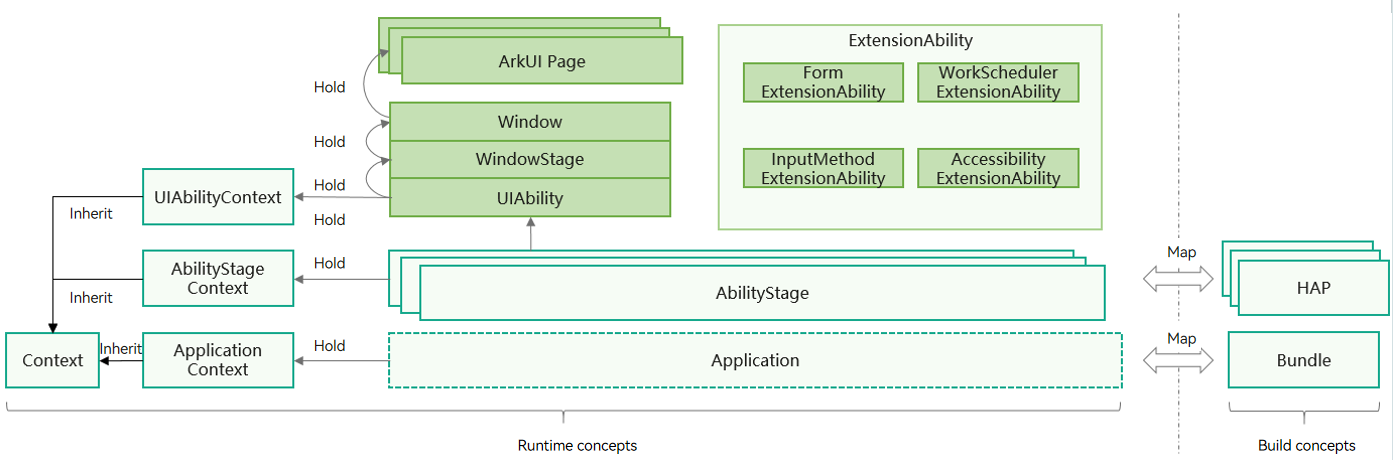 ArkUI Page
Hold
Window
Hold
WindowStage
Hold
UIAbility
Hold
UIAbilityContext
Inherit
ExtensionAbility
Form
ExtensionAbility
WorkScheduler
ExtensionAbility
InputMethod
ExtensionAbility
Accessibility
ExtensionAbility
AbilityStage
Context
Inherit
Hold
AbilityStage
Map
HAP
Context
Inherit
Application
Context
Hold
Application
Map
Bundle
Runtime concepts
Build concepts